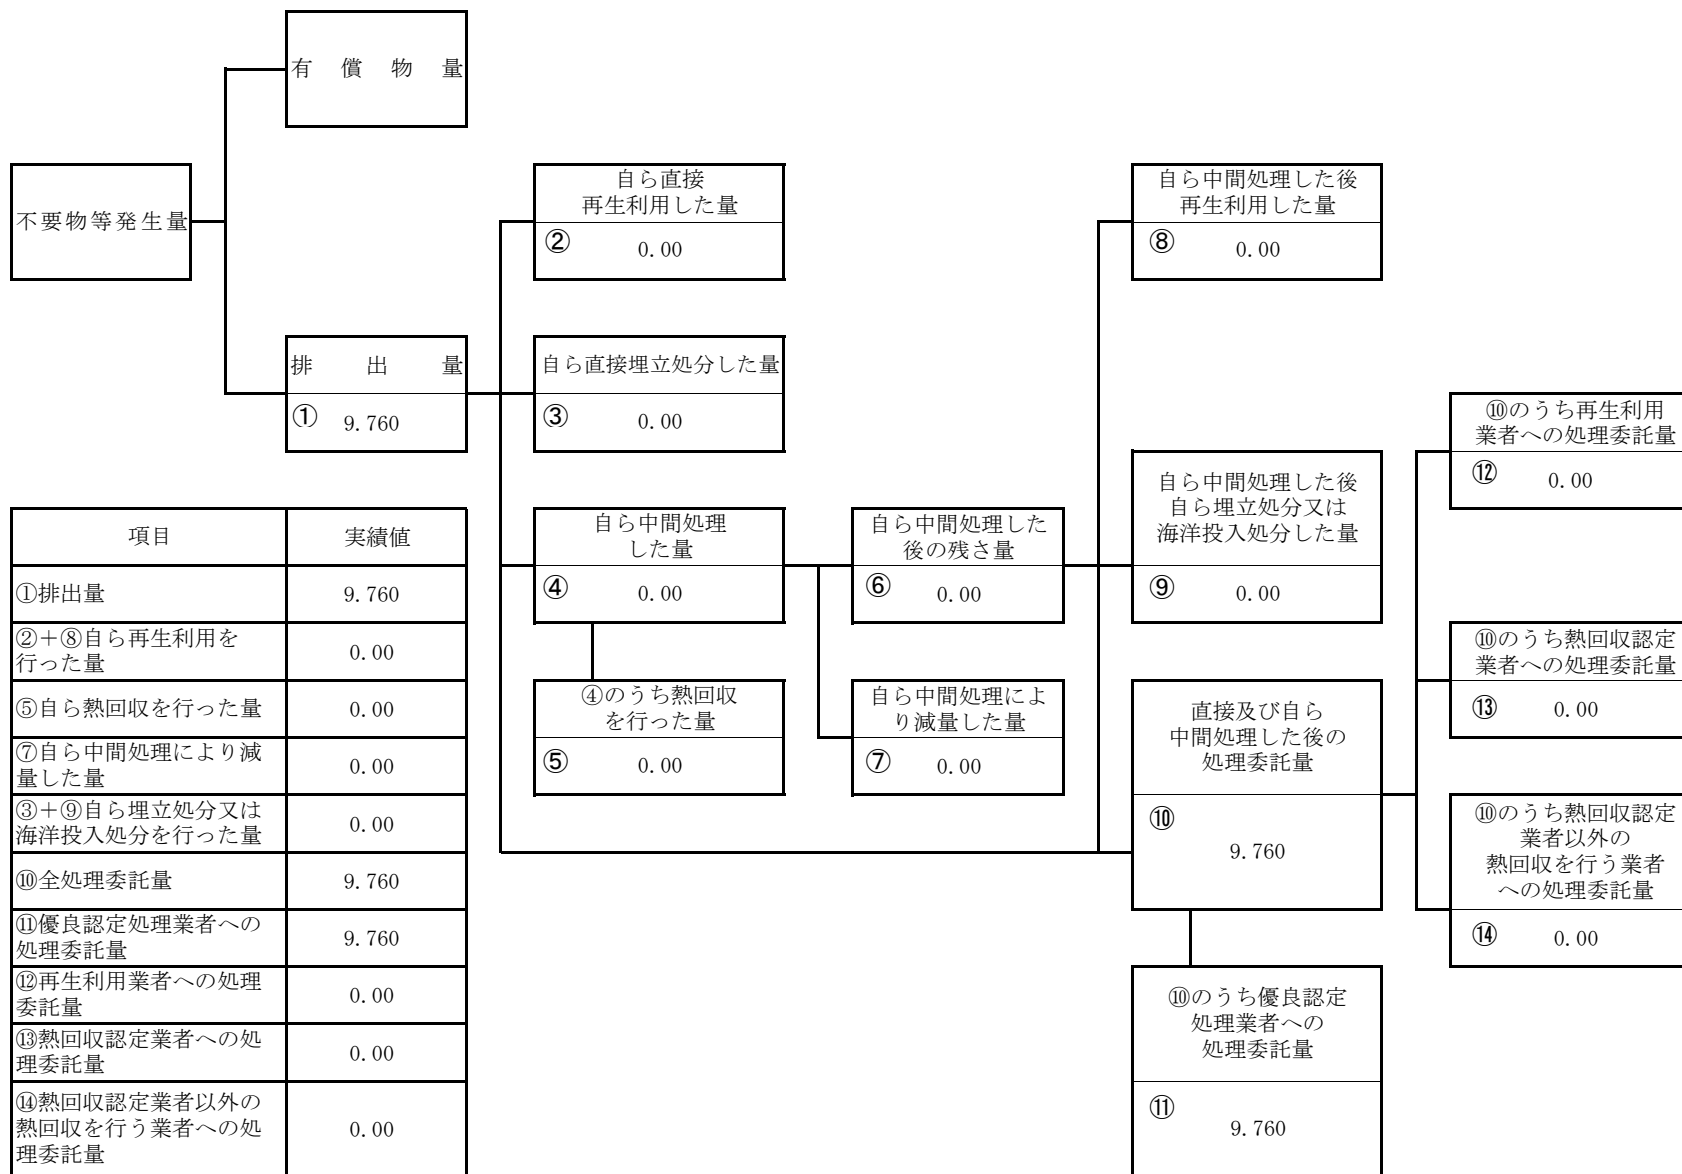 有償物量
不要物等発生量
排出量
① 9.760
自ら直接
再生利用した量
② 0.00
自ら直接埋立処分した量
③ 0.00
自ら中間処理
した量
④ 0.00
④のうち熱回収
を行った量
⑤ 0.00
自ら中間処理した
後の残さ量
⑥ 0.00
自ら中間処理によ
り減量した量
⑦ 0.00
自ら中間処理した後
再生利用した量
⑧ 0.00
自ら中間処理した後
自ら埋立処分又は
海洋投入処分した量
⑨ 0.00
直接及び自ら
中間処理した後の
処理委託量
⑩
9.760
⑩のうち優良認定
処理業者への
処理委託量
⑪
9.760
⑩のうち再生利用
業者への処理委託量
⑫ 0.00
⑩のうち熱回収認定
業者への処理委託量
⑬ 0.00
⑩のうち熱回収認定
業者以外の
熱回収を行う業者
への処理委託量
⑭ 0.00
項目 実績値
①排出量 9.760
②+⑧自ら再生利用を
行った量 0.00
⑤自ら熱回収を行った量 0.00
⑦自ら中間処理により減
量した量 0.00
③+⑨自ら埋立処分又は
海洋投入処分を行った量 0.00
⑩全処理委託量 9.760
⑪優良認定処理業者への
処理委託量 9.760
⑫再生利用業者への処理
委託量 0.00
⑬熱回収認定業者への処
理委託量 0.00
⑭熱回収認定業者以外の
熱回収を行う業者への処
理委託量 0.00